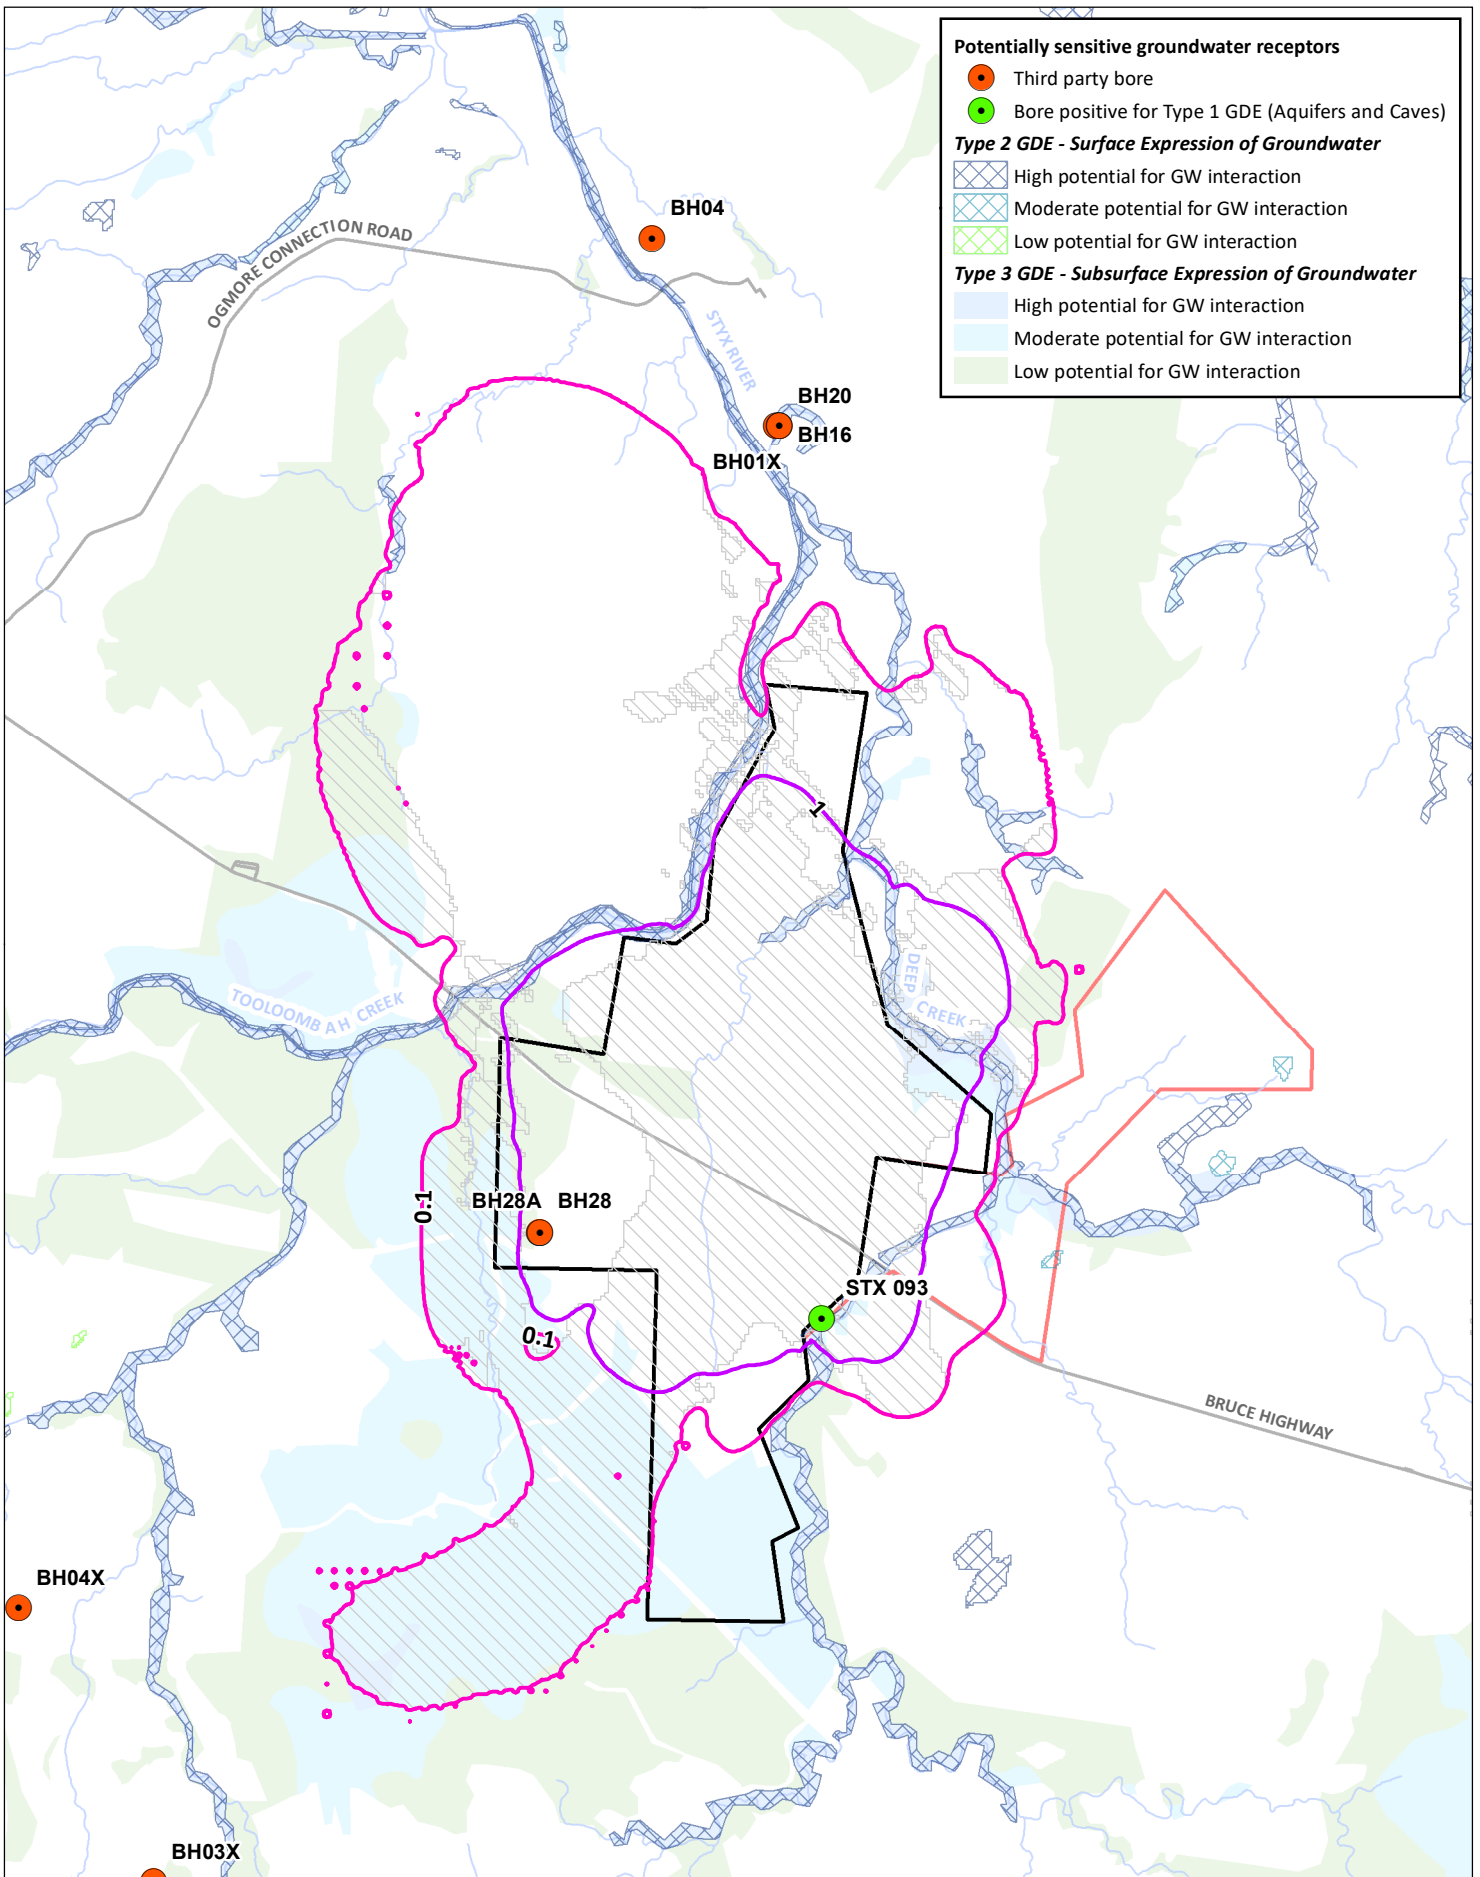 Potentially sensitive groundwater receptors
Third party bore
Bore positive for Type 1 GDE (Aquifers and Caves)
Type 2 GDE - Surface Expression of Groundwater
High potential for GW interaction
Moderate potential for GW interaction
Low potential for GW interaction
Type 3 GDE - Subsurface Expression of Groundwater
High potential for GW interaction
Moderate potential for GW interaction
Low potential for GW interaction
BH04
OGMORE CONNECTION ROAD
STYX RIVER
BH20
BH16
BH01X
1
DEEP CREEK
TOOLOOMBAH CREEK
0.1
BH28A BH28
STX 093
0.1
BRUCE HIGHWAY
BH04X
BH03X